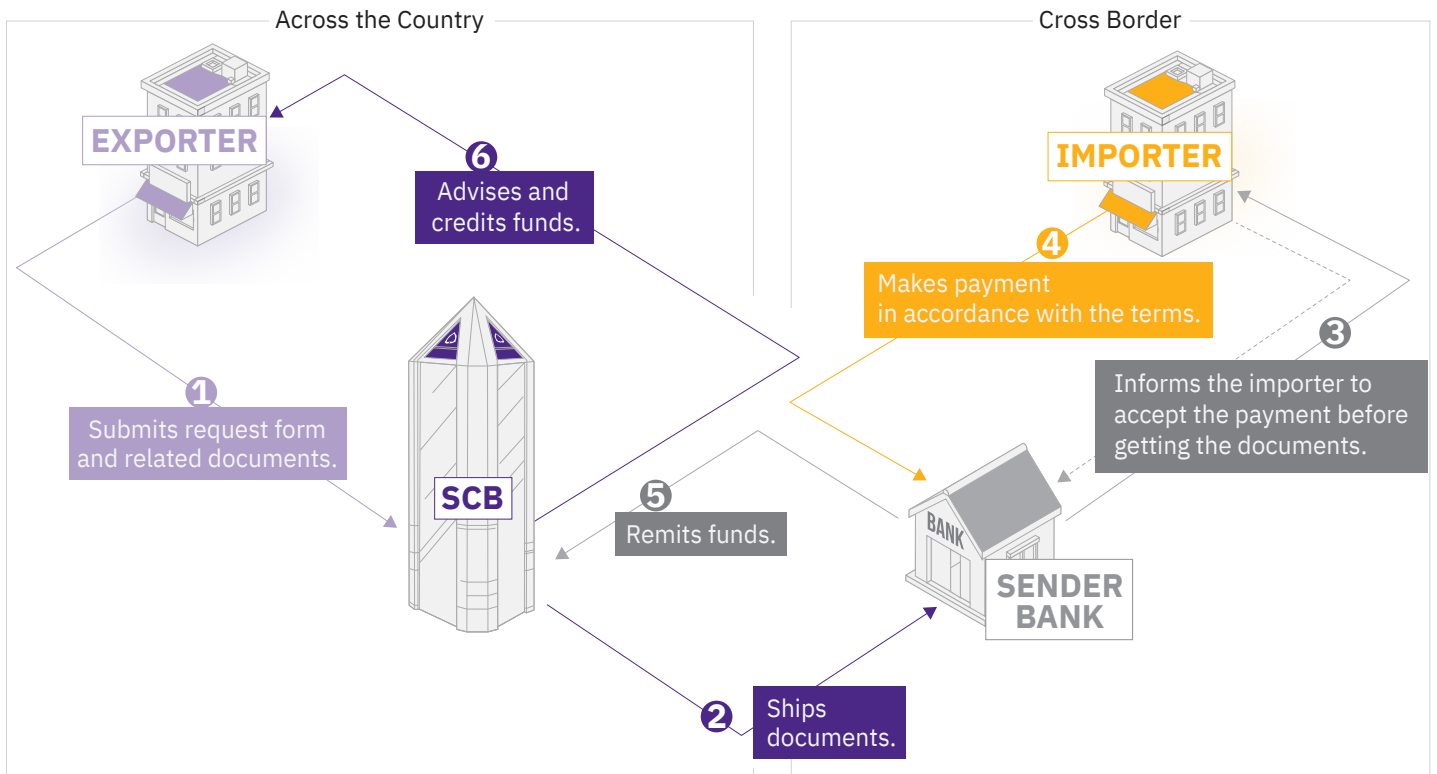 Across the Country
Cross Border
EXPORTER
IMPORTER
6
Advises and
credits funds.
4
Makes payment
in accordance with the terms.
3
Informs the importer to
accept the payment before
getting the documents.
1
Submits request form
and related documents.
SCB
5
Remits funds.
BANK
SENDER
BANK
2
Ships
documents.